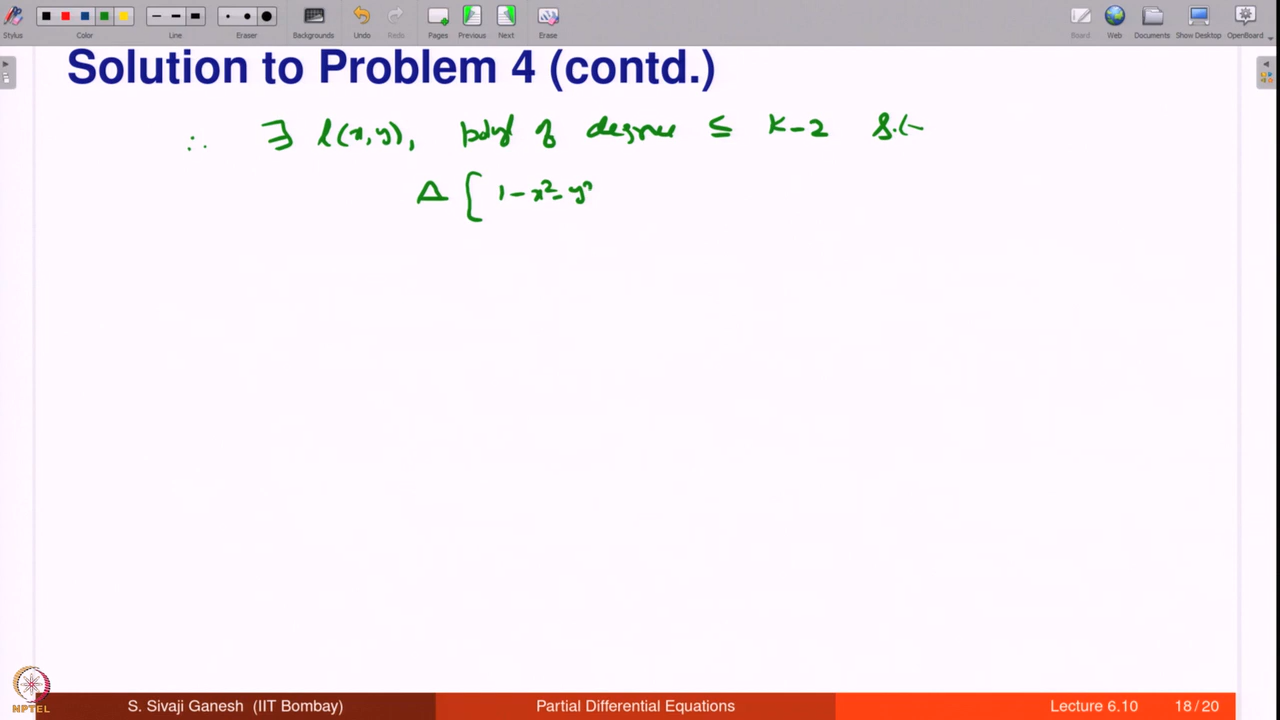 Stylus Color Line Eraser Backgrounds Undo Redo Pages Previous Next Erase Board Web Documents Show Desktop OpenBoard
Solution to Problem 4 (contd.)
∴ ∃ l(x,y), poly of degree ≤ k-2 s.t
Δ [ 1-x²-y²
NPTEL
S. Sivaji Ganesh (IIT Bombay) Partial Differential Equations Lecture 6.10 18/20